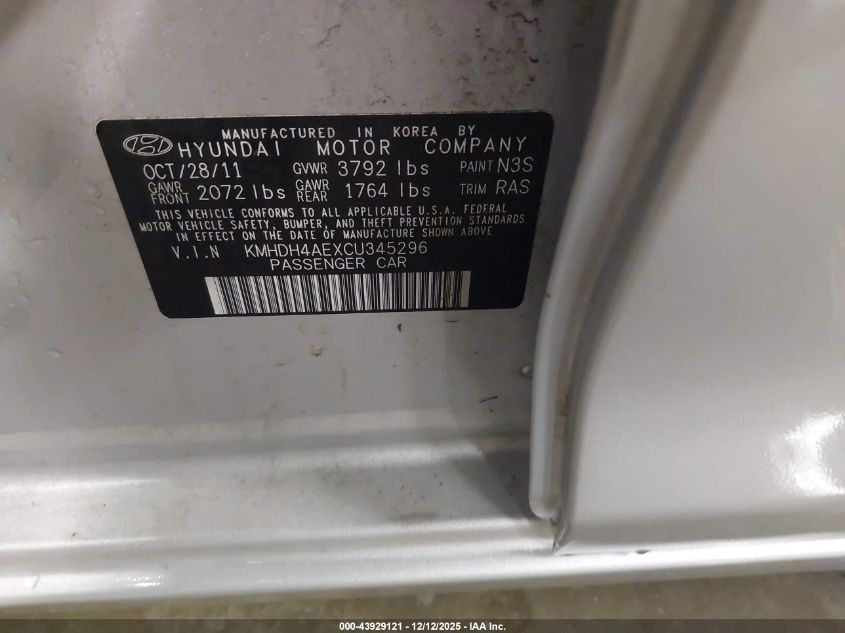 MANUFACTURED IN KOREA BY
HYUNDAI MOTOR COMPANY
OCT/28/11 GVWR 3792 lbs PAINT N3S
GAWR FRONT 2072 lbs GAWR REAR 1764 lbs TRIM RAS
THIS VEHICLE CONFORMS TO ALL APPLICABLE U.S.A. FEDERAL
MOTOR VEHICLE SAFETY, BUMPER, AND THEFT PREVENTION STANDARDS
IN EFFECT ON THE DATE OF MANUFACTURE SHOWN ABOVE
V.I.N KMHDH4AEXCU345296
PASSENGER CAR
000-43929121 - 12/12/2025 - IAA Inc.